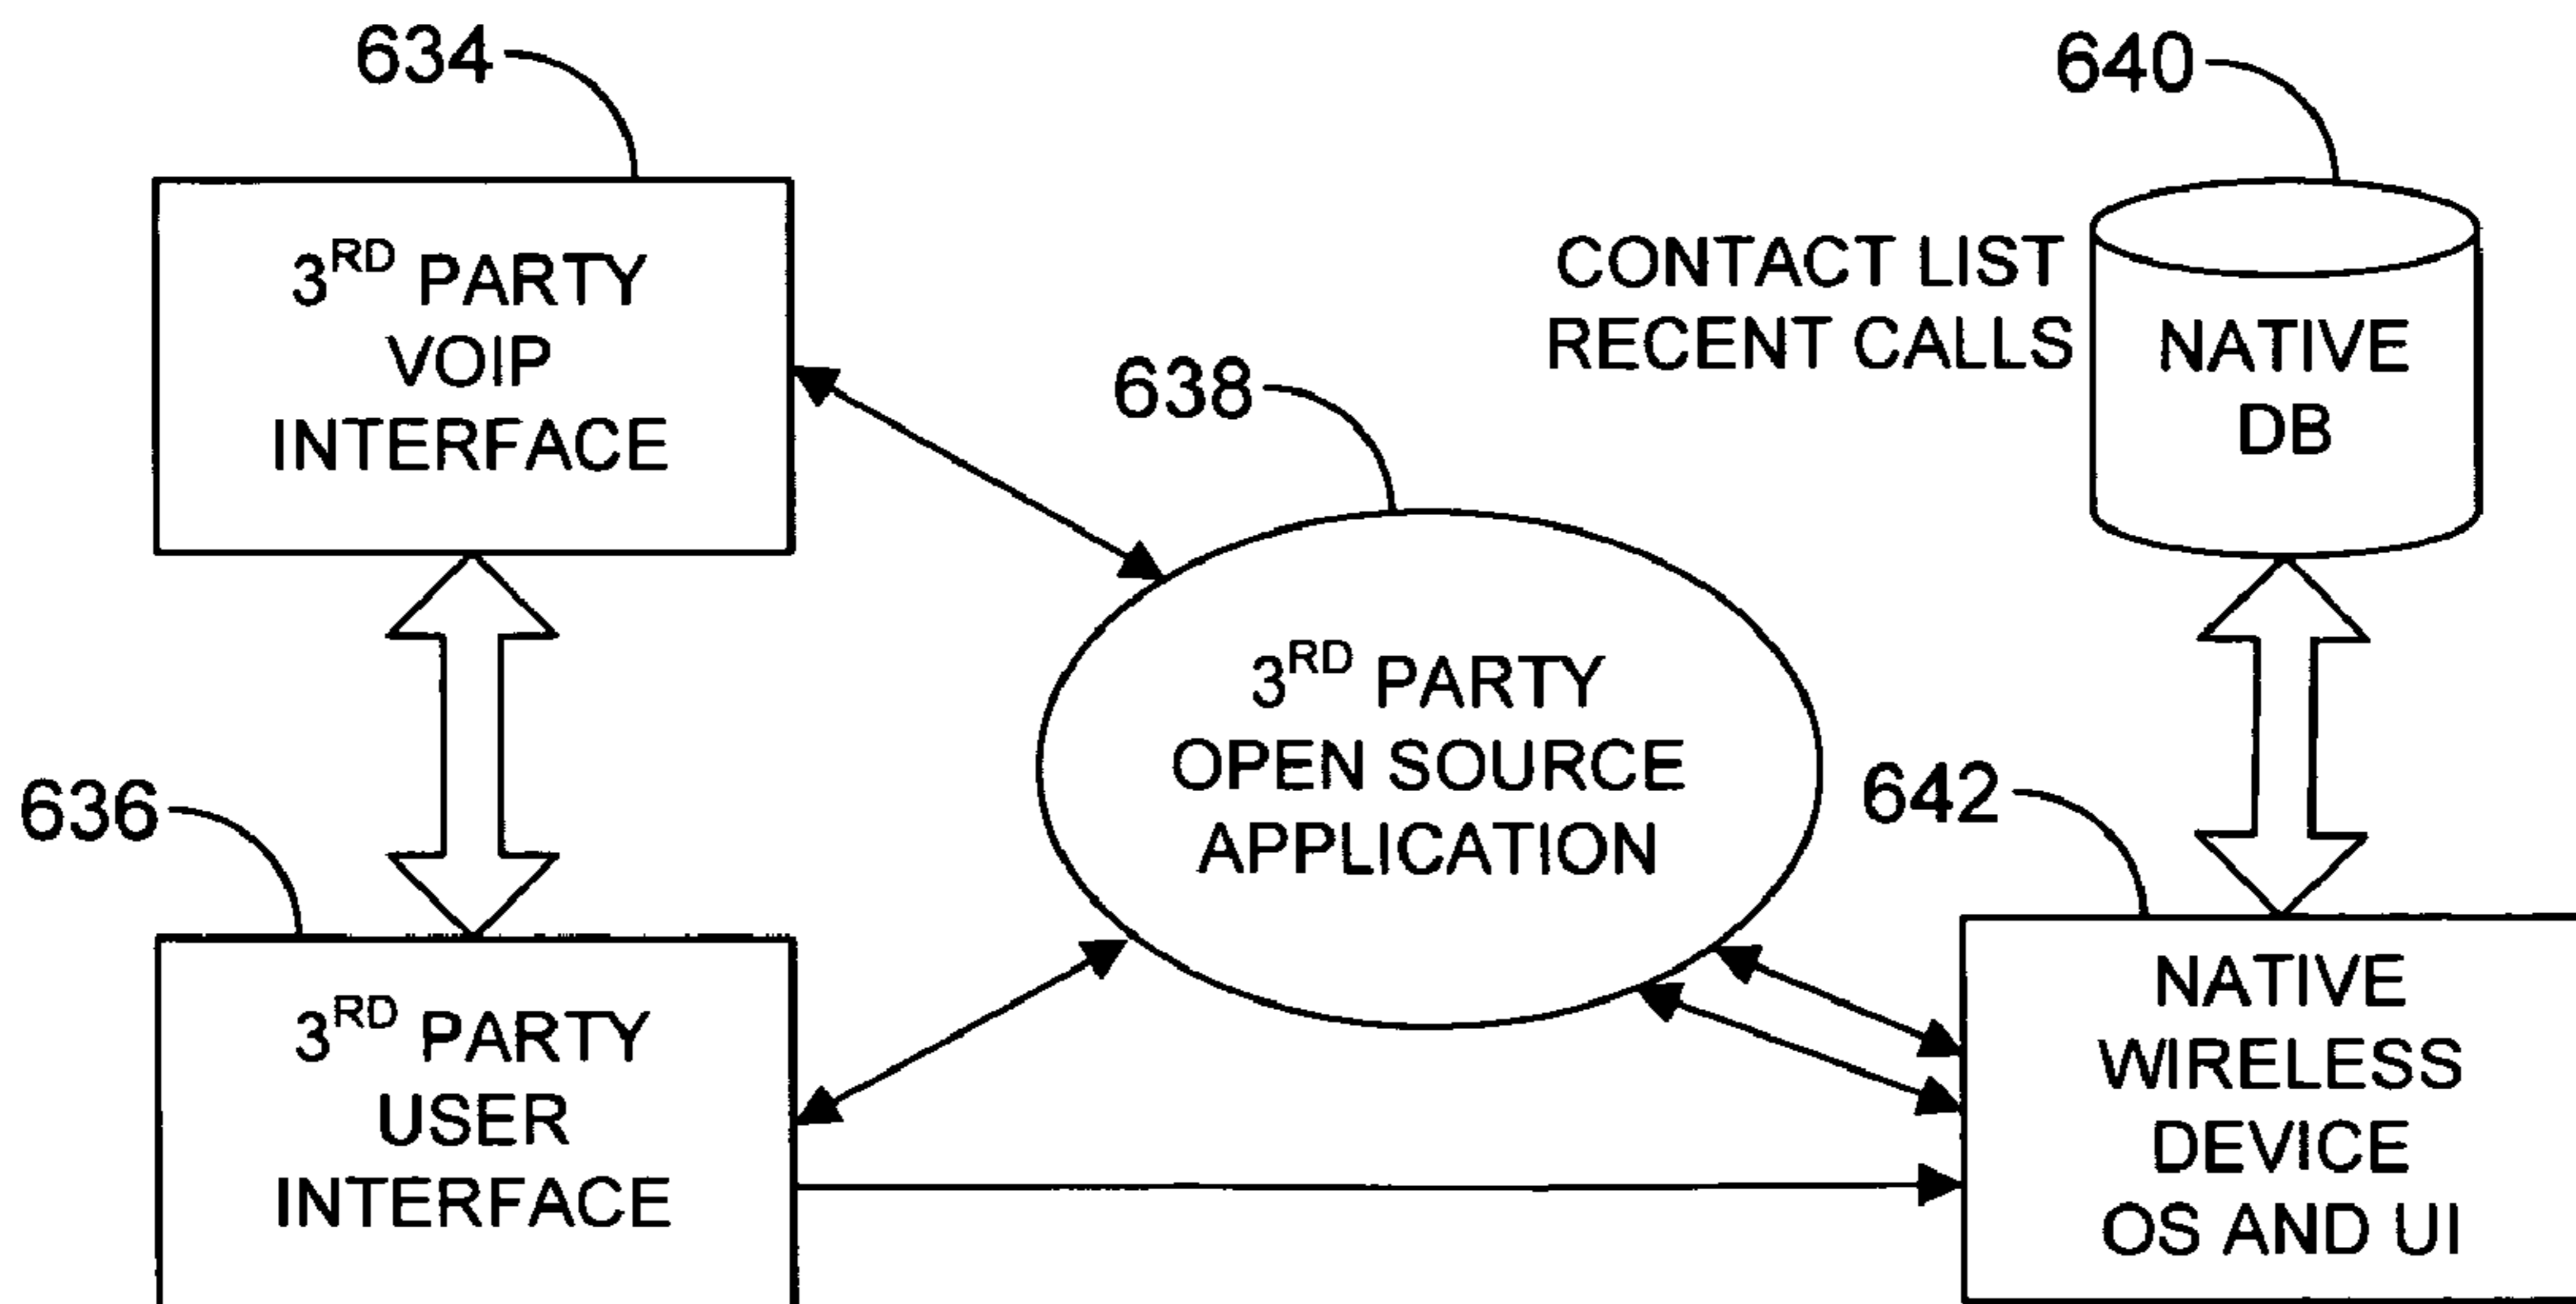 634
640
3RD PARTY
VOIP
INTERFACE
CONTACT LIST
RECENT CALLS
NATIVE
DB
638
3RD PARTY
OPEN SOURCE
APPLICATION
636
642
3RD PARTY
USER
INTERFACE
NATIVE
WIRELESS
DEVICE
OS AND UI